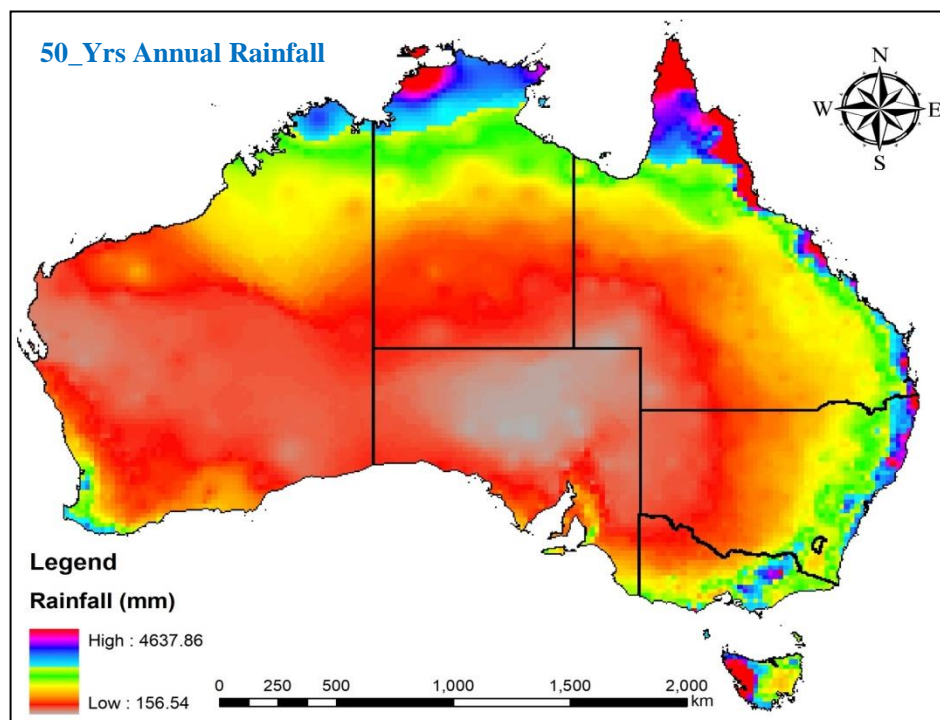 50_Yrs Annual Rainfall
N
W E
S
Legend
Rainfall (mm)
High : 4637.86
Low : 156.54
0 250 500 1,000 1,500 2,000
km